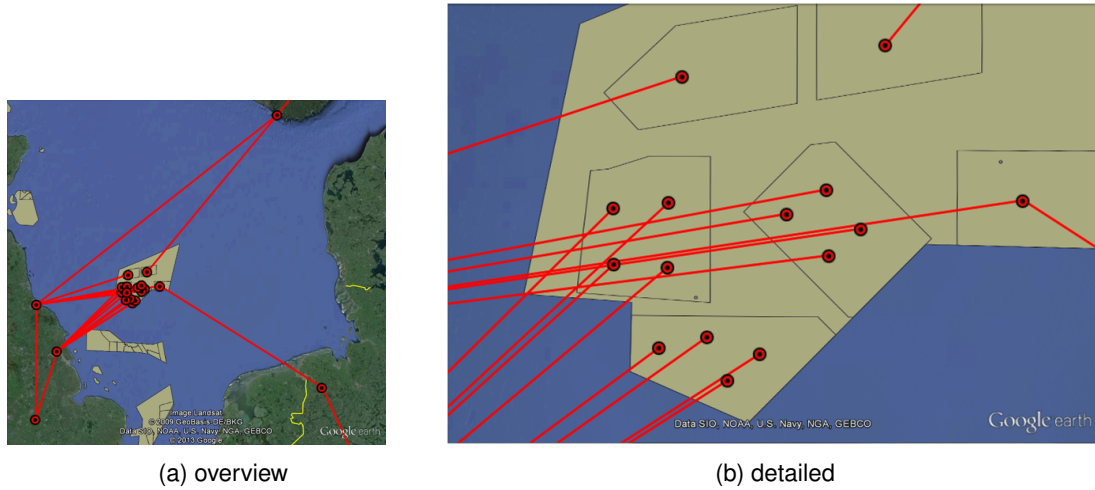 Image Landsat
© 2009 GeoBasis-DE/BKG
Data SIO, NOAA, U.S. Navy, NGA, GEBCO
© 2013 Google
Google earth
Data SIO, NOAA, U.S. Navy, NGA, GEBCO
Google earth
(a) overview
(b) detailed